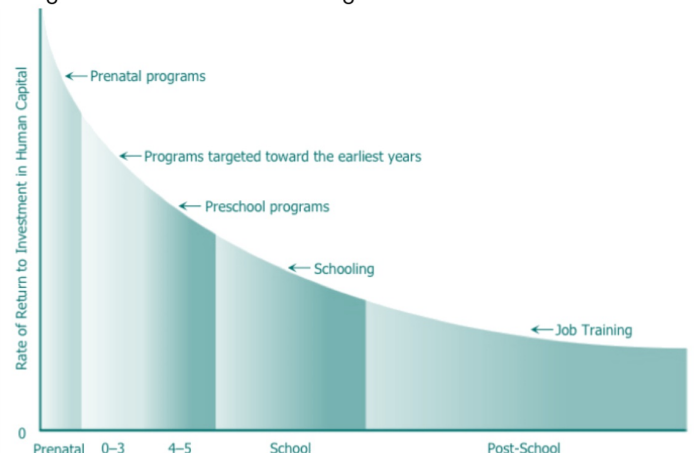 Prenatal programs
Programs targeted toward the earliest years
Preschool programs
Schooling
Job Training
Rate of Return to Investment in Human Capital
0
Prenatal 0–3 4–5 School Post-School